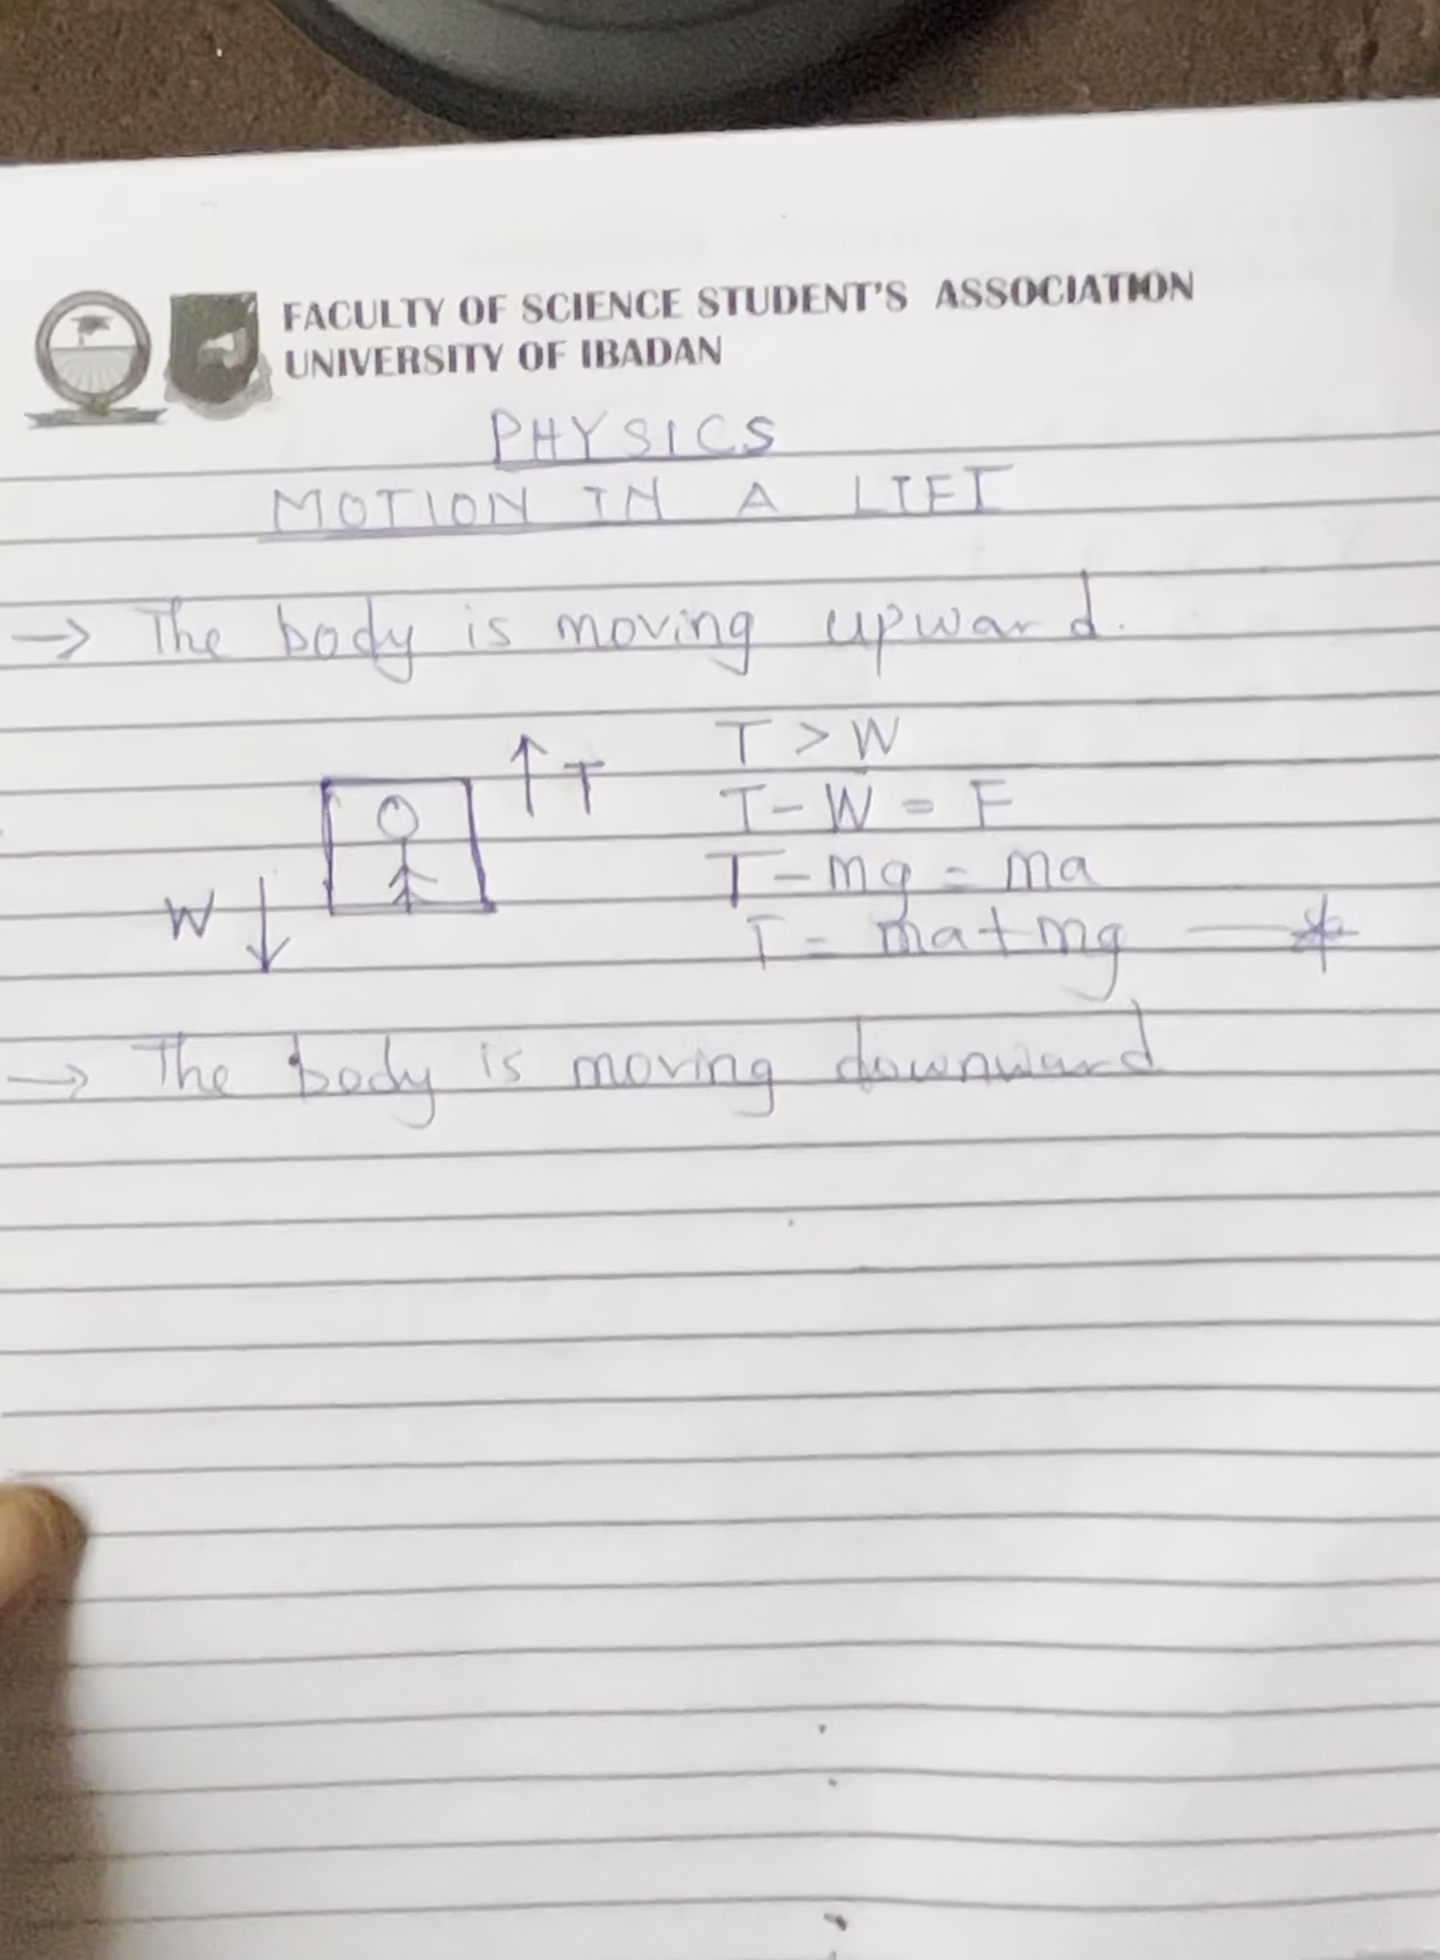 FACULTY OF SCIENCE STUDENT'S ASSOCIATION
UNIVERSITY OF IBADAN
PHYSICS
MOTION IN A LIFT
→ The body is moving upward.
↑ T
W ↓
T > W
T - W = F
T - mg = ma
T = ma + mg —*
→ The body is moving downward